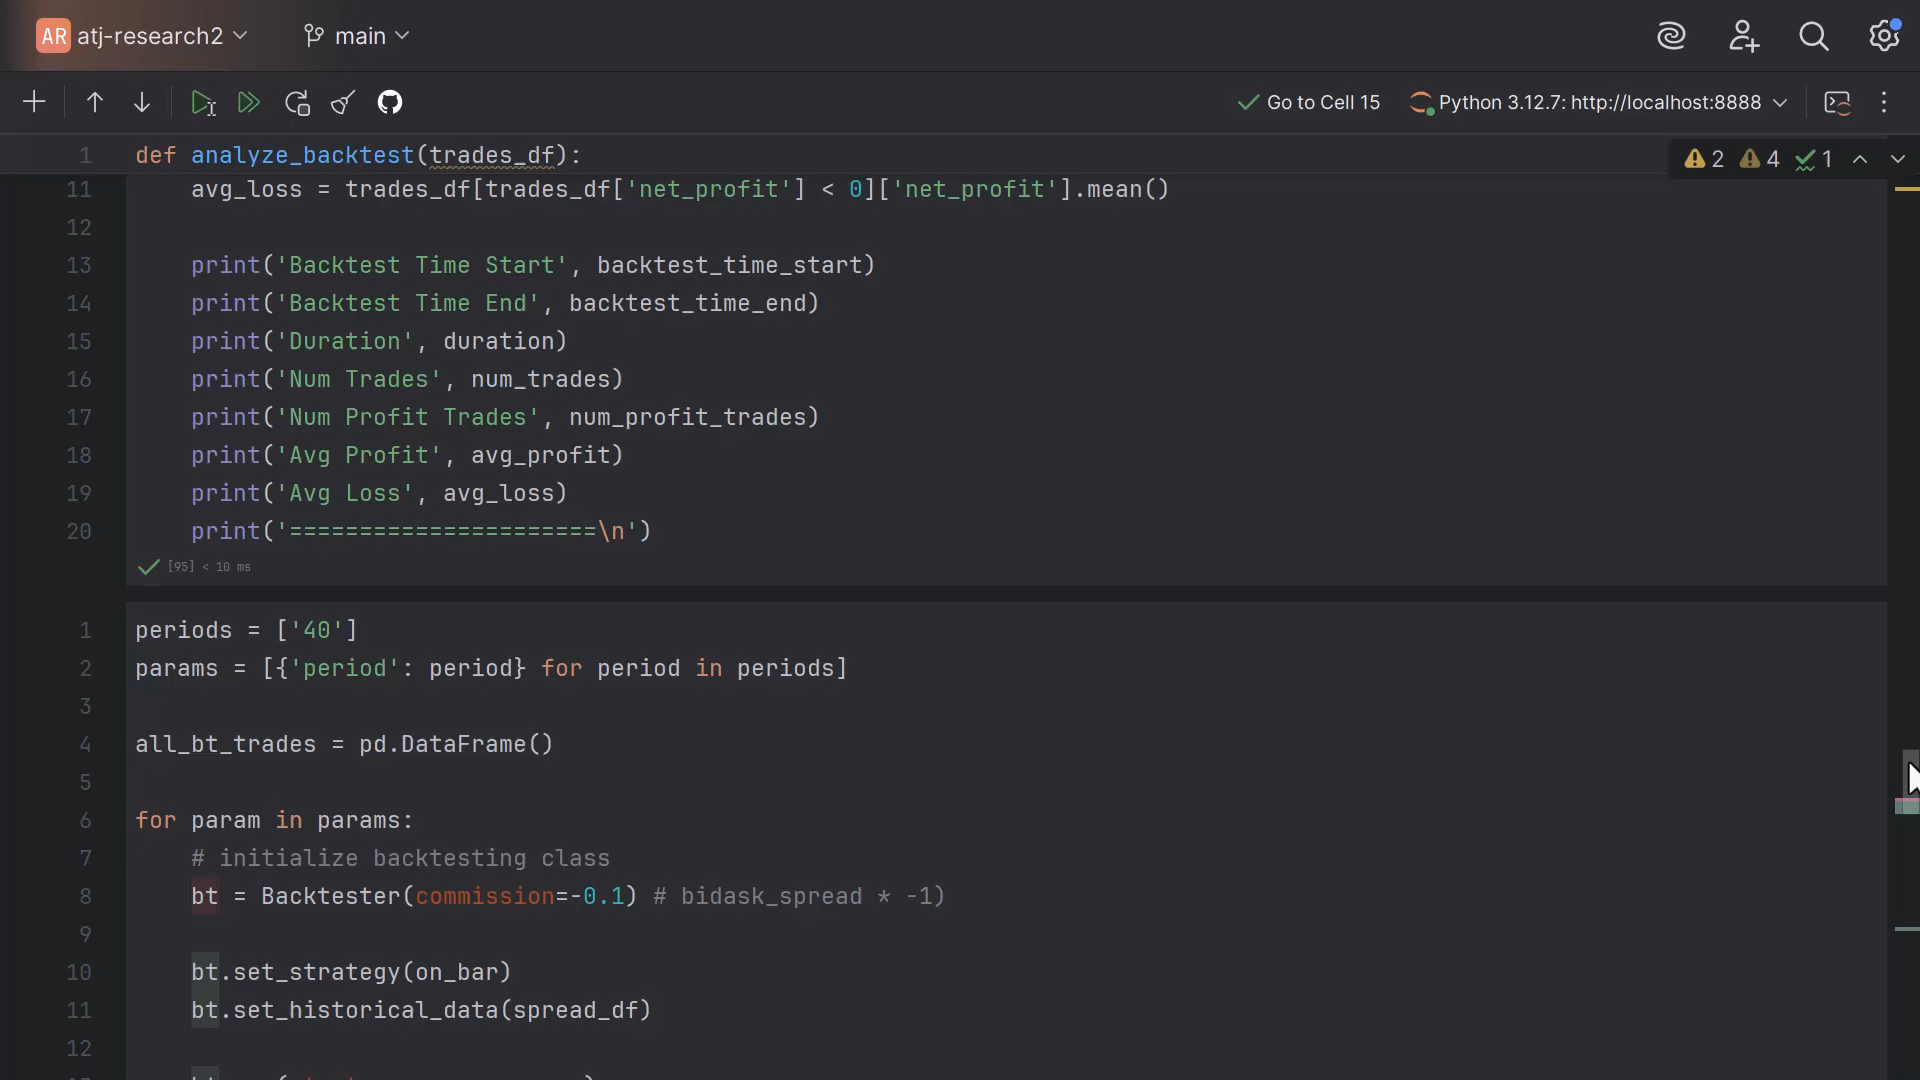 AR atj-research2 main
Go to Cell 15 Python 3.12.7: http://localhost:8888
1 def analyze_backtest(trades_df):
2 4 1
11 avg_loss = trades_df[trades_df['net_profit'] < 0]['net_profit'].mean()
12
13 print('Backtest Time Start', backtest_time_start)
14 print('Backtest Time End', backtest_time_end)
15 print('Duration', duration)
16 print('Num Trades', num_trades)
17 print('Num Profit Trades', num_profit_trades)
18 print('Avg Profit', avg_profit)
19 print('Avg Loss', avg_loss)
20 print('======================\n')
[95] < 10 ms
1 periods = ['40']
2 params = [{'period': period} for period in periods]
3
4 all_bt_trades = pd.DataFrame()
5
6 for param in params:
7 # initialize backtesting class
8 bt = Backtester(commission=-0.1) # bidask_spread * -1)
9
10 bt.set_strategy(on_bar)
11 bt.set_historical_data(spread_df)
12